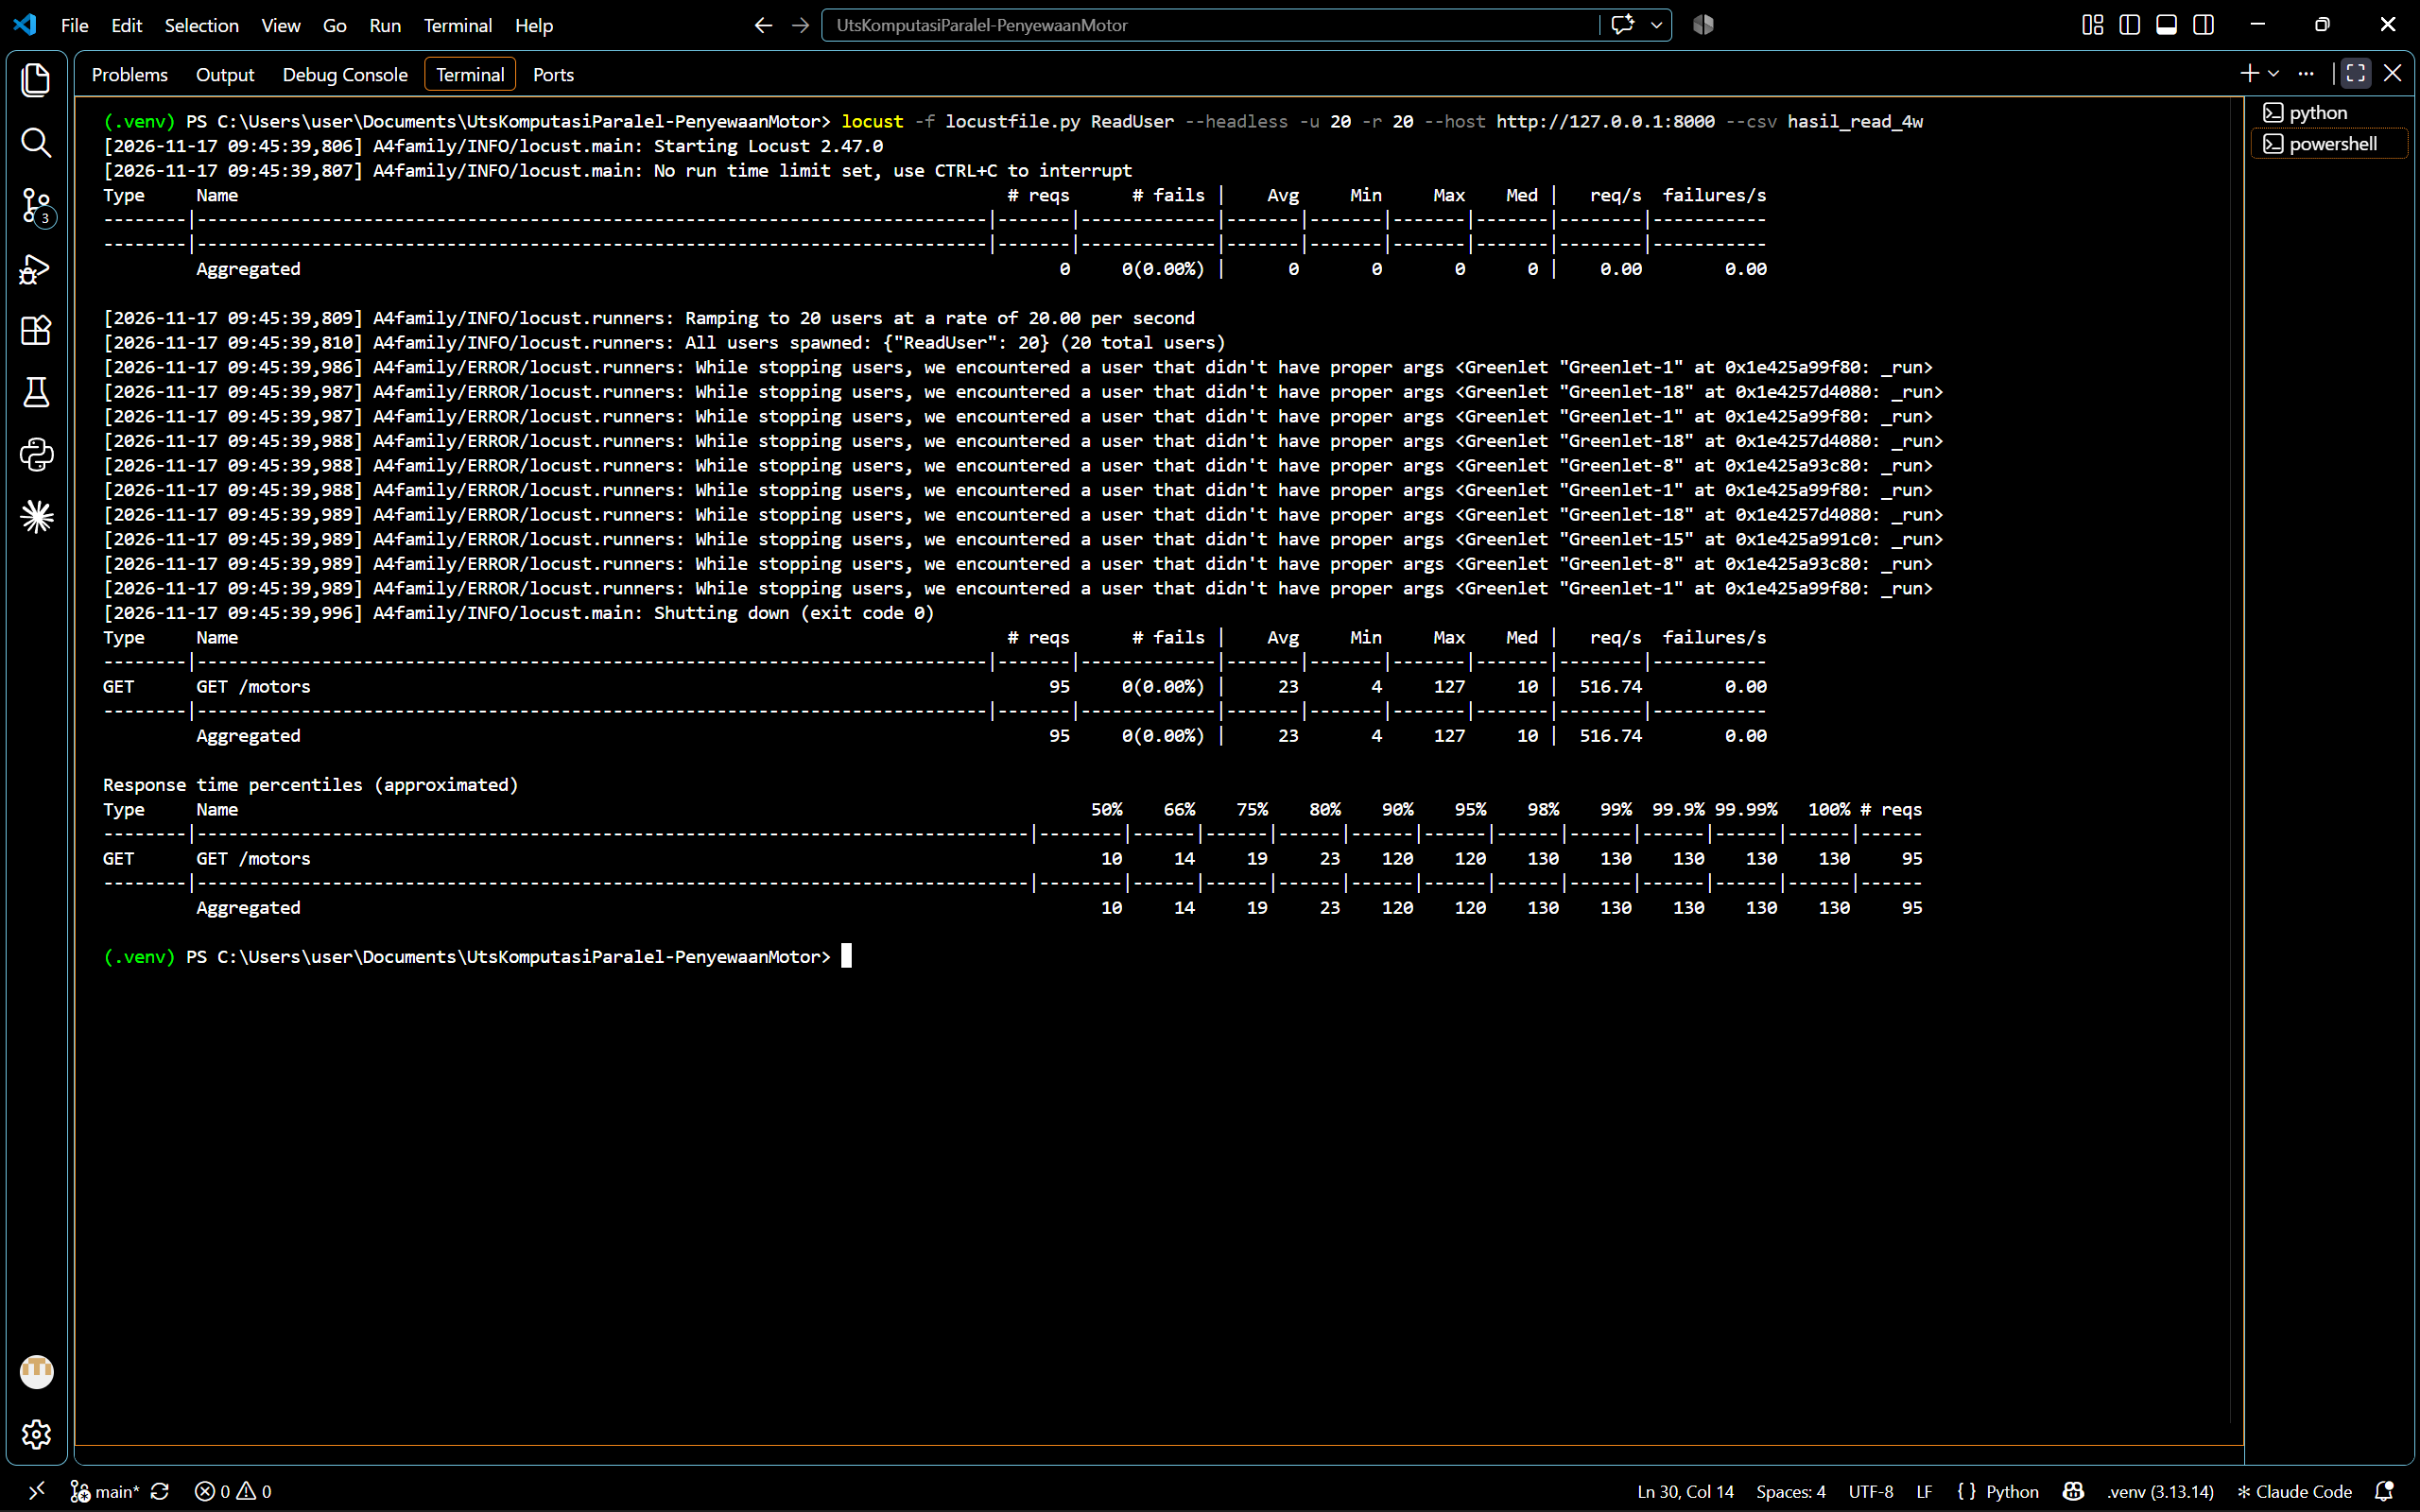 File Edit Selection View Go Run Terminal Help
UtsKomputasiParalel-PenyewaanMotor
Problems Output Debug Console Terminal Ports
python
powershell
3
(.venv) PS C:\Users\user\Documents\UtsKomputasiParalel-PenyewaanMotor> locust -f locustfile.py ReadUser --headless -u 20 -r 20 --host http://127.0.0.1:8000 --csv hasil_read_4w
[2026-11-17 09:45:39,806] A4family/INFO/locust.main: Starting Locust 2.47.0
[2026-11-17 09:45:39,807] A4family/INFO/locust.main: No run time limit set, use CTRL+C to interrupt
Type Name # reqs # fails | Avg Min Max Med | req/s failures/s
--------|----------------------------------------------------------------------------|-------|-------------|-------|-------|-------|-------|--------|-----------
--------|----------------------------------------------------------------------------|-------|-------------|-------|-------|-------|-------|--------|-----------
Aggregated 0 0(0.00%) | 0 0 0 0 | 0.00 0.00
[2026-11-17 09:45:39,809] A4family/INFO/locust.runners: Ramping to 20 users at a rate of 20.00 per second
[2026-11-17 09:45:39,810] A4family/INFO/locust.runners: All users spawned: {"ReadUser": 20} (20 total users)
[2026-11-17 09:45:39,986] A4family/ERROR/locust.runners: While stopping users, we encountered a user that didn't have proper args <Greenlet "Greenlet-1" at 0x1e425a99f80: _run>
[2026-11-17 09:45:39,987] A4family/ERROR/locust.runners: While stopping users, we encountered a user that didn't have proper args <Greenlet "Greenlet-18" at 0x1e4257d4080: _run>
[2026-11-17 09:45:39,987] A4family/ERROR/locust.runners: While stopping users, we encountered a user that didn't have proper args <Greenlet "Greenlet-1" at 0x1e425a99f80: _run>
[2026-11-17 09:45:39,988] A4family/ERROR/locust.runners: While stopping users, we encountered a user that didn't have proper args <Greenlet "Greenlet-18" at 0x1e4257d4080: _run>
[2026-11-17 09:45:39,988] A4family/ERROR/locust.runners: While stopping users, we encountered a user that didn't have proper args <Greenlet "Greenlet-8" at 0x1e425a93c80: _run>
[2026-11-17 09:45:39,988] A4family/ERROR/locust.runners: While stopping users, we encountered a user that didn't have proper args <Greenlet "Greenlet-1" at 0x1e425a99f80: _run>
[2026-11-17 09:45:39,989] A4family/ERROR/locust.runners: While stopping users, we encountered a user that didn't have proper args <Greenlet "Greenlet-18" at 0x1e4257d4080: _run>
[2026-11-17 09:45:39,989] A4family/ERROR/locust.runners: While stopping users, we encountered a user that didn't have proper args <Greenlet "Greenlet-15" at 0x1e425a991c0: _run>
[2026-11-17 09:45:39,989] A4family/ERROR/locust.runners: While stopping users, we encountered a user that didn't have proper args <Greenlet "Greenlet-8" at 0x1e425a93c80: _run>
[2026-11-17 09:45:39,989] A4family/ERROR/locust.runners: While stopping users, we encountered a user that didn't have proper args <Greenlet "Greenlet-1" at 0x1e425a99f80: _run>
[2026-11-17 09:45:39,996] A4family/INFO/locust.main: Shutting down (exit code 0)
Type Name # reqs # fails | Avg Min Max Med | req/s failures/s
--------|----------------------------------------------------------------------------|-------|-------------|-------|-------|-------|-------|--------|-----------
GET GET /motors 95 0(0.00%) | 23 4 127 10 | 516.74 0.00
--------|----------------------------------------------------------------------------|-------|-------------|-------|-------|-------|-------|--------|-----------
Aggregated 95 0(0.00%) | 23 4 127 10 | 516.74 0.00
Response time percentiles (approximated)
Type Name 50% 66% 75% 80% 90% 95% 98% 99% 99.9% 99.99% 100% # reqs
--------|--------------------------------------------------------------------------------|--------|------|------|------|------|------|------|------|------|------|------|------
GET GET /motors 10 14 19 23 120 120 130 130 130 130 130 95
--------|--------------------------------------------------------------------------------|--------|------|------|------|------|------|------|------|------|------|------|------
Aggregated 10 14 19 23 120 120 130 130 130 130 130 95
(.venv) PS C:\Users\user\Documents\UtsKomputasiParalel-PenyewaanMotor>
main* 0 0 Ln 30, Col 14 Spaces: 4 UTF-8 LF {} Python .venv (3.13.14) Claude Code